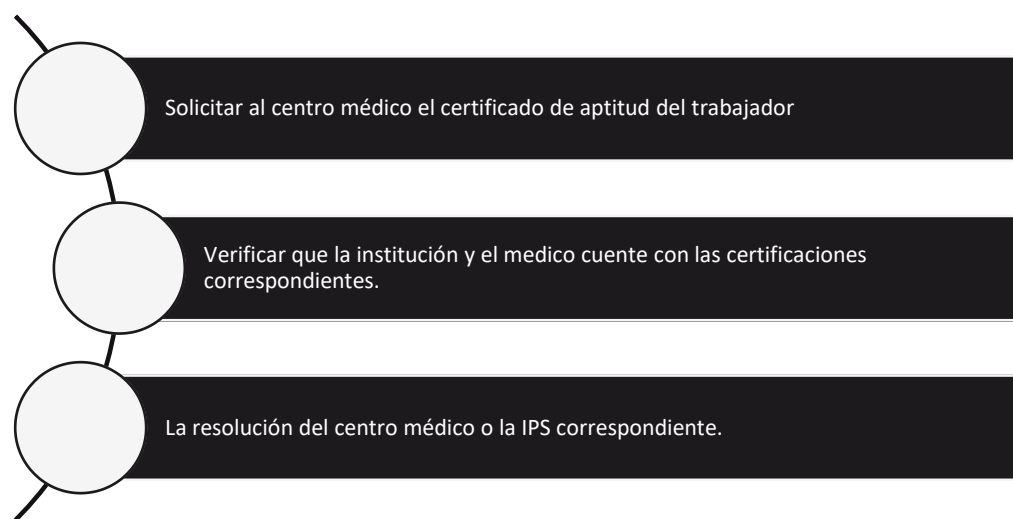 Solicitar al centro médico el certificado de aptitud del trabajador
Verificar que la institución y el medico cuente con las certificaciones
correspondientes.
La resolución del centro médico o la IPS correspondiente.